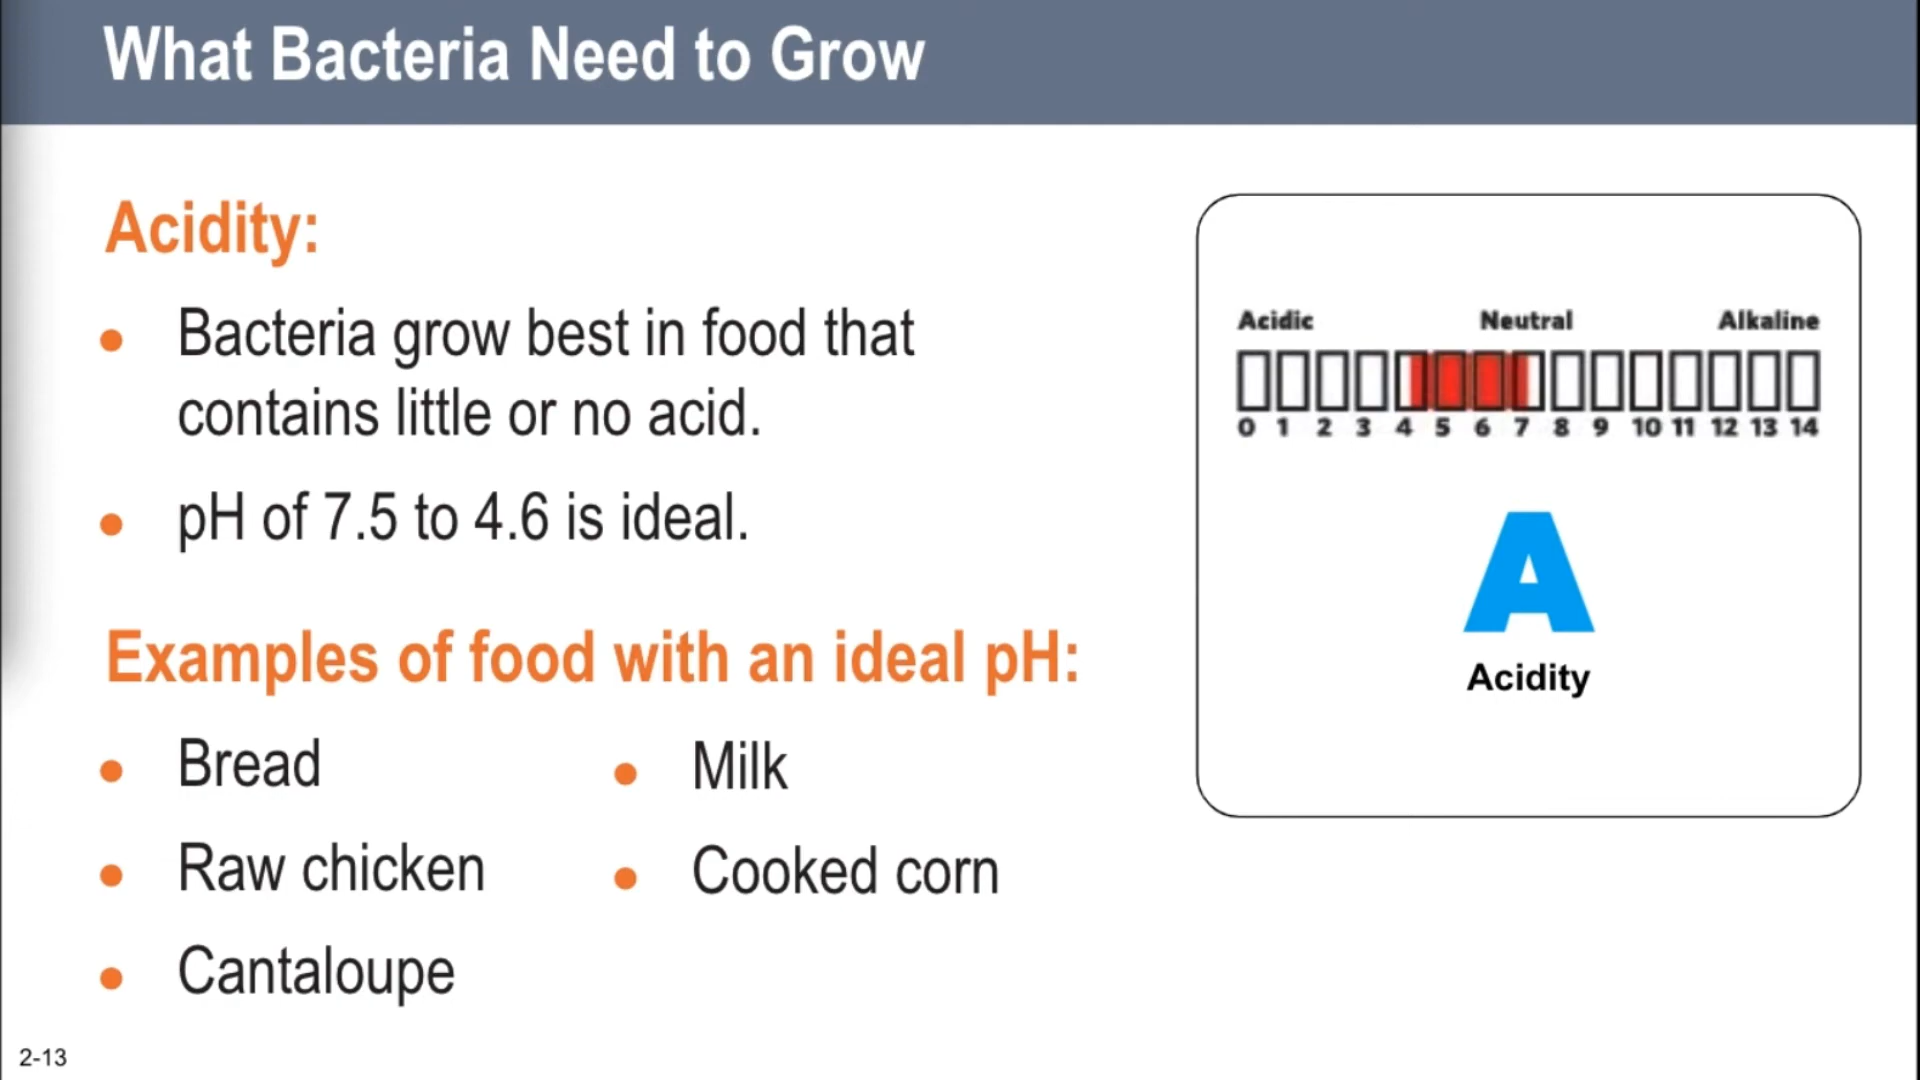 What Bacteria Need to Grow
Acidity:
Bacteria grow best in food that
contains little or no acid.
pH of 7.5 to 4.6 is ideal.
Examples of food with an ideal pH:
Bread
Raw chicken
Cantaloupe
Milk
Cooked corn
Acidic Neutral Alkaline
0 1 2 3 4 5 6 7 8 9 10 11 12 13 14
A
Acidity
2-13